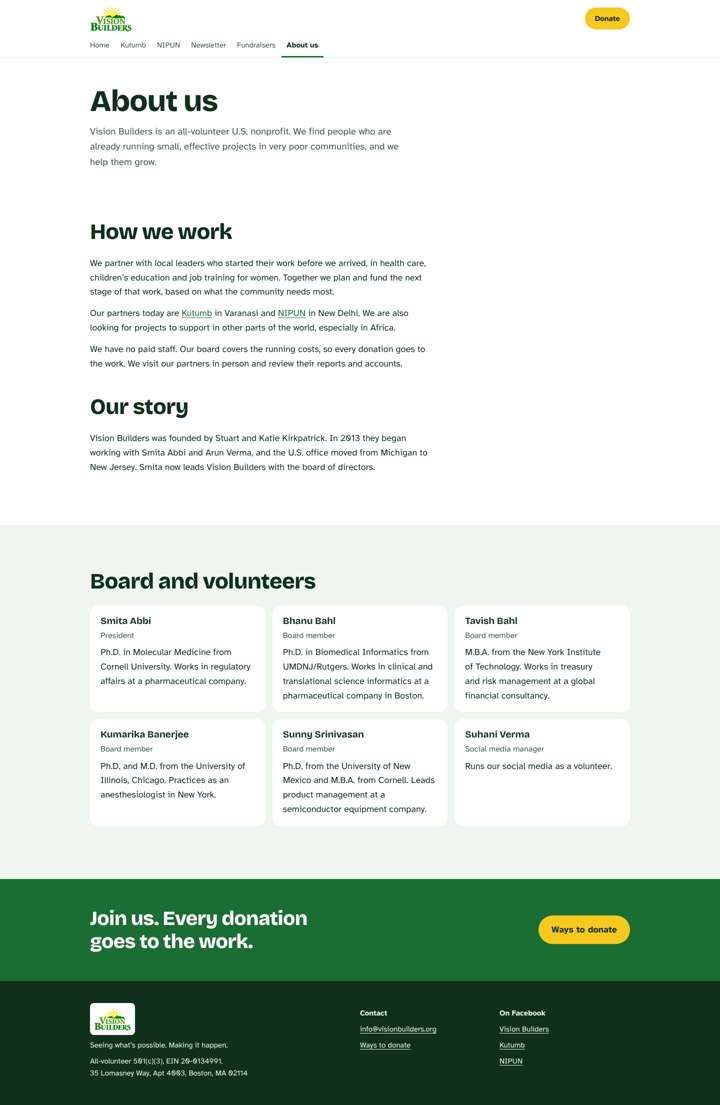 VISION
BUILDERS
Donate
Home Kutumb NIPUN Newsletter Fundraisers About us
About us
Vision Builders is an all-volunteer U.S. nonprofit. We find people who are
already running small, effective projects in very poor communities, and we
help them grow.
How we work
We partner with local leaders who started their work before we arrived, in health care,
children's education and job training for women. Together we plan and fund the next
stage of that work, based on what the community needs most.
Our partners today are Kutumb in Varanasi and NIPUN in New Delhi. We are also
looking for projects to support in other parts of the world, especially in Africa.
We have no paid staff. Our board covers the running costs, so every donation goes to
the work. We visit our partners in person and review their reports and accounts.
Our story
Vision Builders was founded by Stuart and Katie Kirkpatrick. In 2013 they began
working with Smita Abbi and Arun Verma, and the U.S. office moved from Michigan to
New Jersey. Smita now leads Vision Builders with the board of directors.
Board and volunteers
Smita Abbi
President
Ph.D. in Molecular Medicine from
Cornell University. Works in regulatory
affairs at a pharmaceutical company.
Bhanu Bahl
Board member
Ph.D. in Biomedical Informatics from
UMDNJ/Rutgers. Works in clinical and
translational science informatics at a
pharmaceutical company in Boston.
Tavish Bahl
Board member
M.B.A. from the New York Institute
of Technology. Works in treasury
and risk management at a global
financial consultancy.
Kumarika Banerjee
Board member
Ph.D. and M.D. from the University of
Illinois, Chicago. Practices as an
anesthesiologist in New York.
Sunny Srinivasan
Board member
Ph.D. from the University of New
Mexico and M.B.A. from Cornell. Leads
product management at a
semiconductor equipment company.
Suhani Verma
Social media manager
Runs our social media as a volunteer.
Join us. Every donation
goes to the work.
Ways to donate
VISION
BUILDERS
Seeing what's possible. Making it happen.
All-volunteer 501(c)(3), EIN 20-0134991.
35 Lomasney Way, Apt 4003, Boston, MA 02114
Contact
info@visionbuilders.org
Ways to donate
On Facebook
Vision Builders
Kutumb
NIPUN